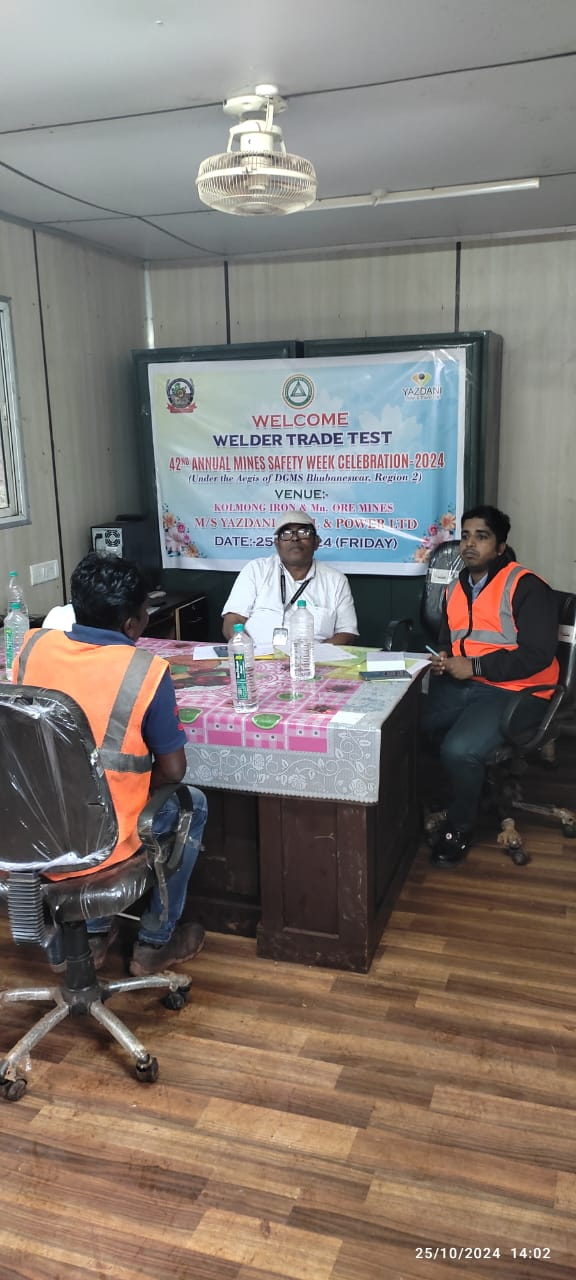 YAZDANI
WELCOME
WELDER TRADE TEST
42ND ANNUAL MINES SAFETY WEEK CELEBRATION-2024
(Under the Aegis of DGMS Bhubaneswar, Region 2)
VENUE:-
KOLMONG IRON & Mn. ORE MINES
M/S YAZDANI & POWER LTD
DATE:-25 24 (FRIDAY)
25/10/2024 14:02